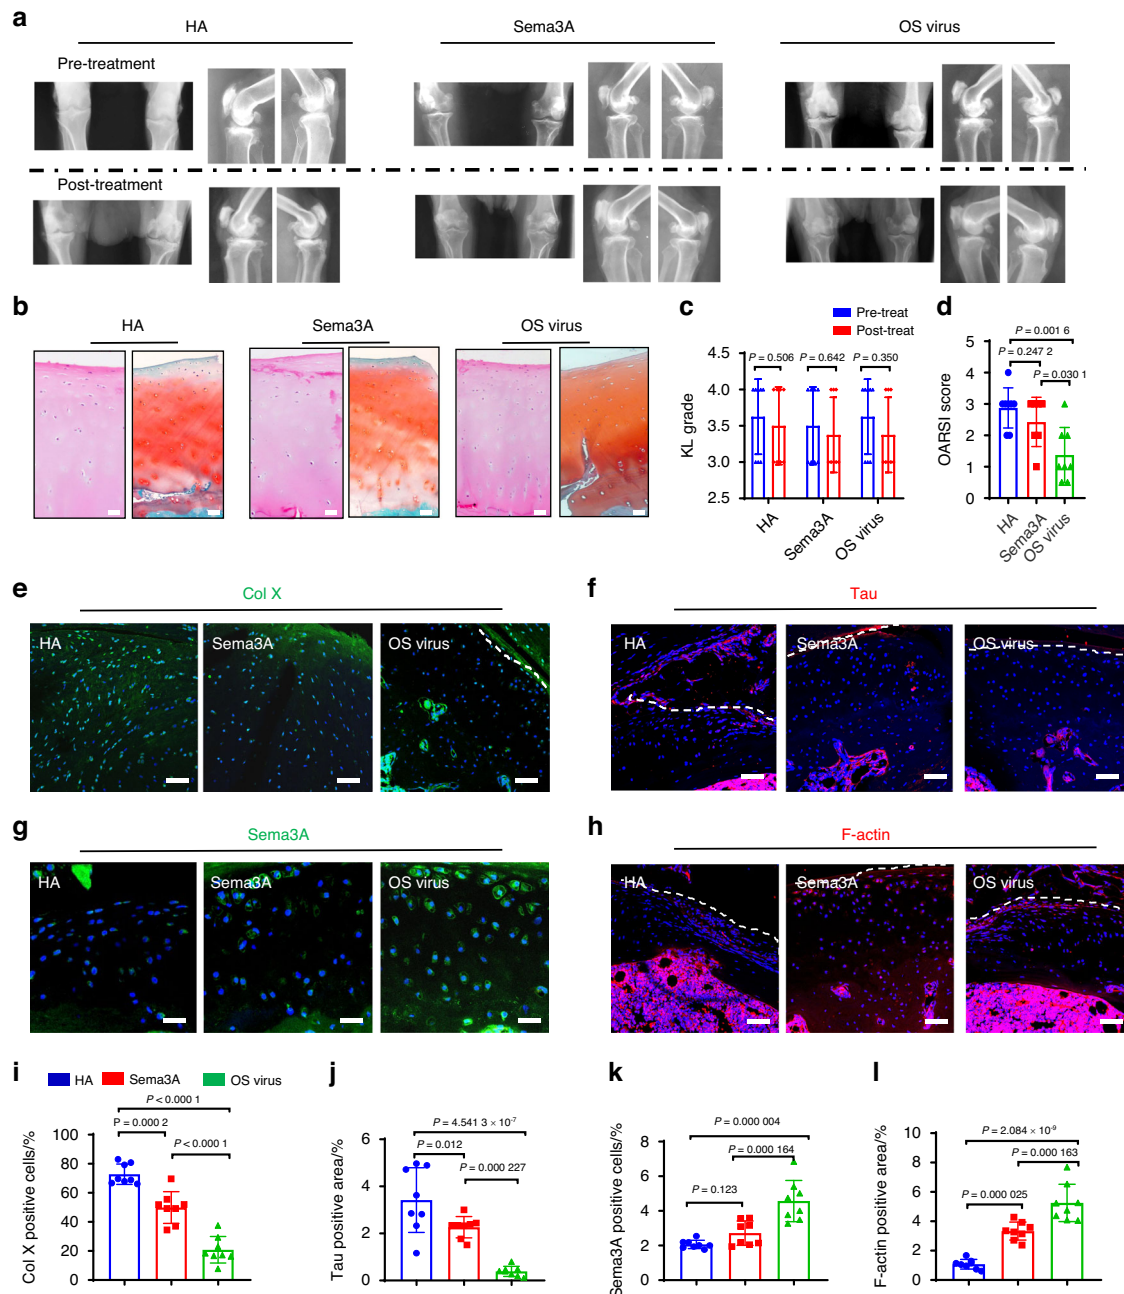 a
HA
Sema3A
OS virus
Pre-treatment
Post-treatment
b
HA
Sema3A
OS virus
c
Pre-treat
Post-treat
P = 0.506
P = 0.642
P = 0.350
KL grade
4.5
4.0
3.5
3.0
2.5
HA
Sema3A
OS virus
d
P = 0.001 6
P = 0.247 2
P = 0.030 1
OARSI score
5
4
3
2
1
0
HA
Sema3A
OS virus
e
Col X
HA
Sema3A
OS virus
f
Tau
HA
Sema3A
OS virus
g
Sema3A
HA
Sema3A
OS virus
h
F-actin
HA
Sema3A
OS virus
i
HA
Sema3A
OS virus
P < 0.000 1
P = 0.000 2
P < 0.000 1
Col X positive cells/%
100
80
60
40
20
0
j
P = 4.541 3 × 10⁻⁷
P = 0.012
P = 0.000 227
Tau positive area/%
6
4
2
0
k
P = 0.000 004
P = 0.000 164
P = 0.123
Sema3A positive cells/%
8
6
4
2
0
l
P = 2.084 × 10⁻⁹
P = 0.000 163
P = 0.000 025
F-actin positive area/%
10
8
6
4
2
0